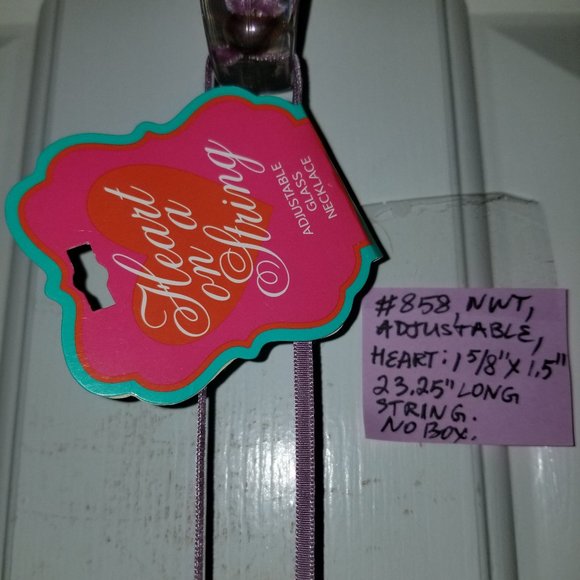 Heart
on a
String
ADJUSTABLE
GLASS
NECKLACE
#858, NWT,
ADJUSTABLE,
HEART: 1 5/8" X 1.5"
23.25" LONG
STRING.
NO BOX.